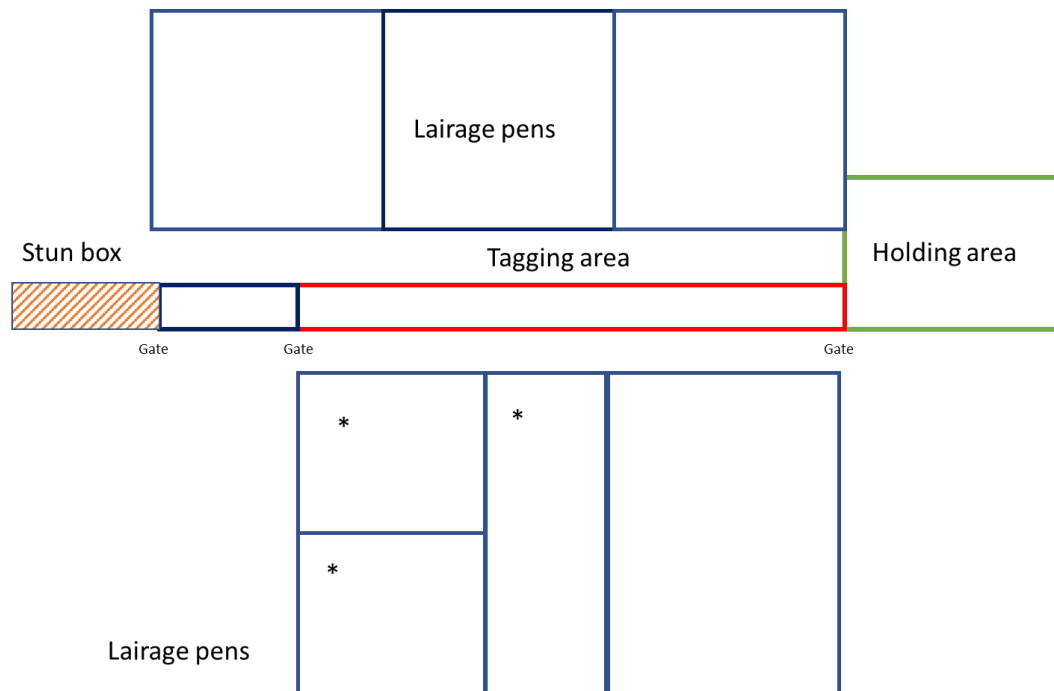 Lairage pens
Stun box
Tagging area
Holding area
Gate
Gate
Gate
*
*
*
Lairage pens